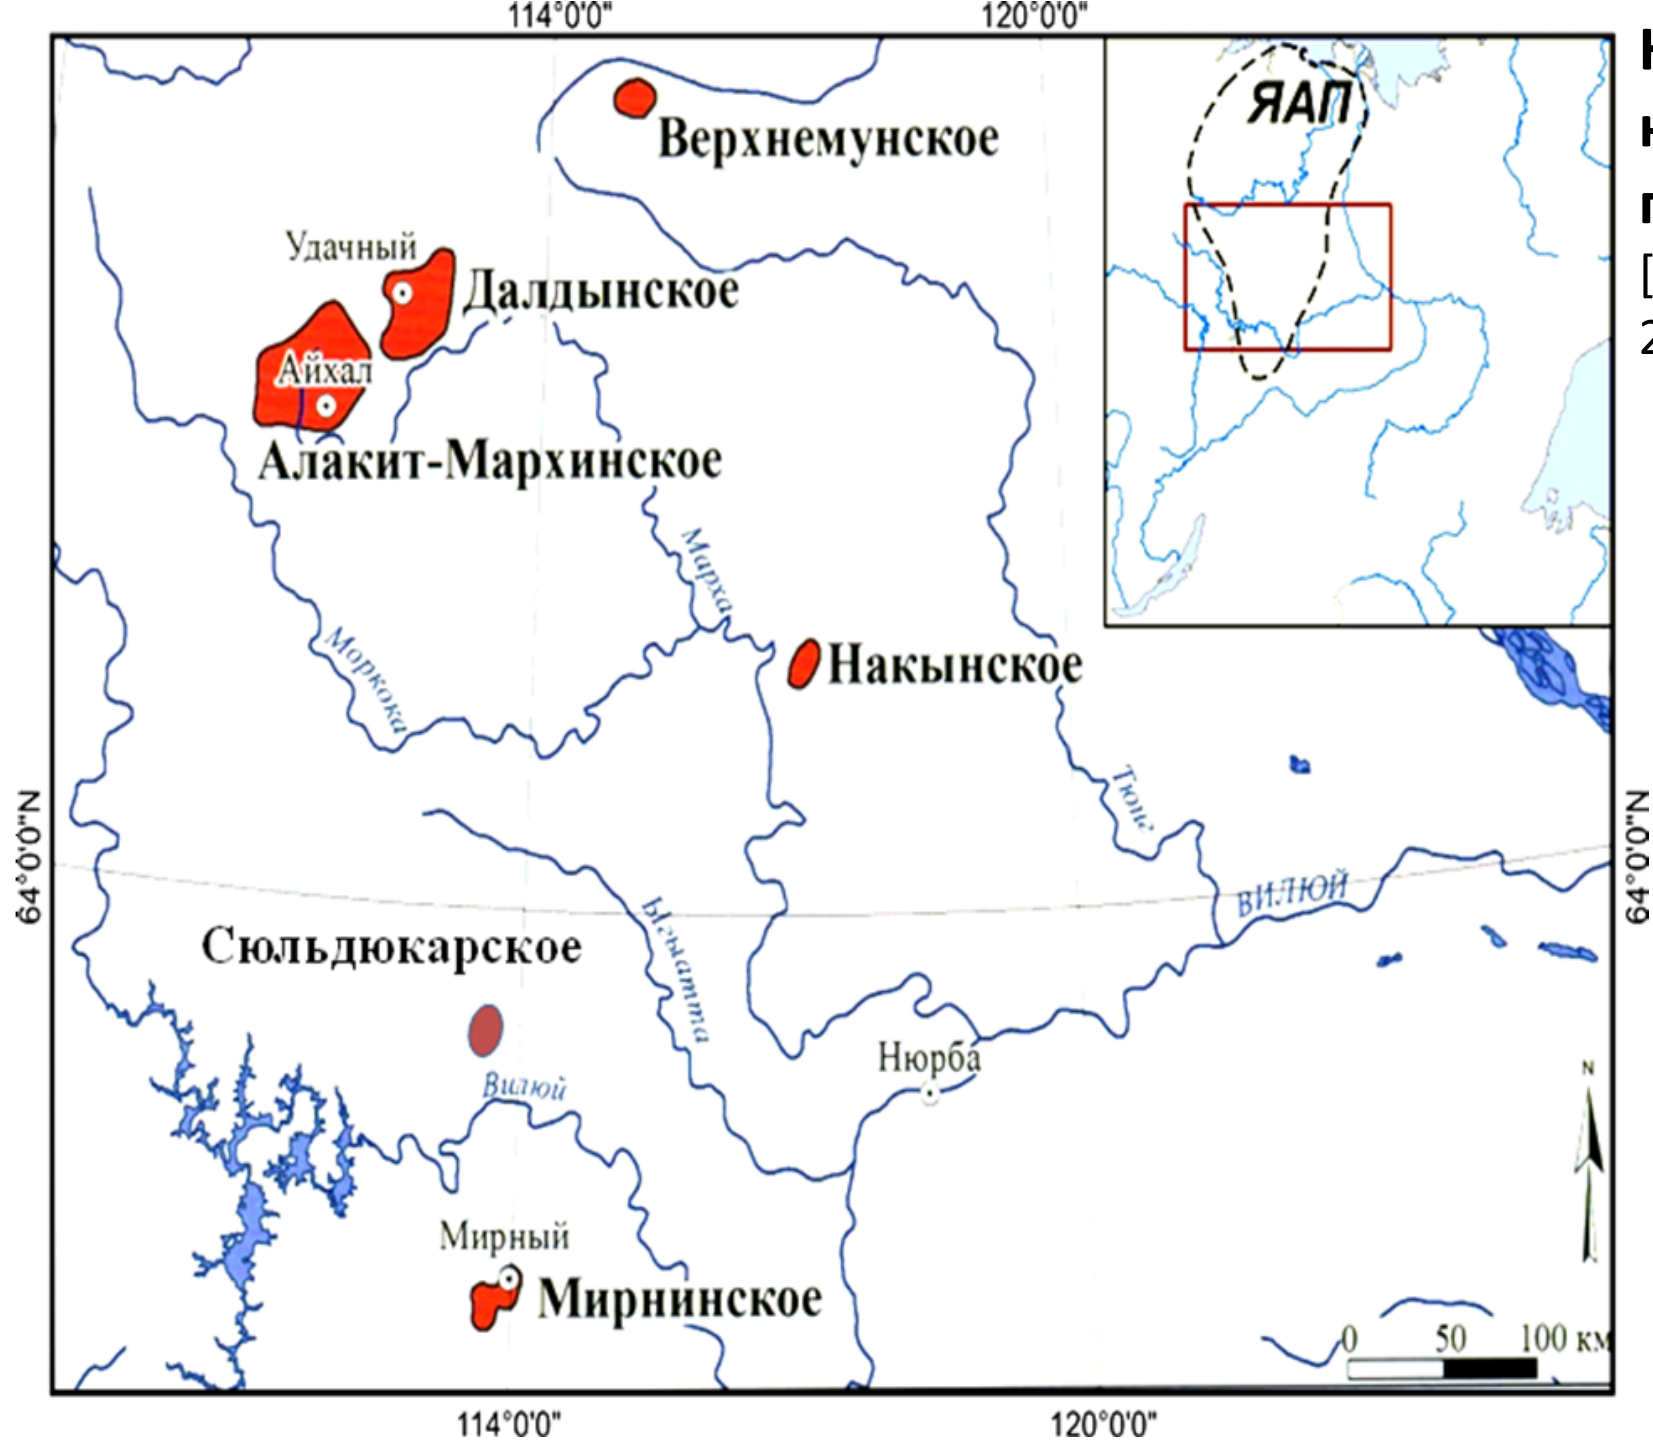 114°0'0"
120°0'0"
ЯАП
Верхнемунское
Удачный
Далдынское
Айхал
Алакит-Мархинское
Марха
Моркока
Накынское
Тюнг
64°0'0"N
64°0'0"N
ВИЛЮЙ
Ыгыатта
Сюльдюкарское
Нюрба
Вилюй
N
Мирный
Мирнинское
0 50 100 км
114°0'0"
120°0'0"